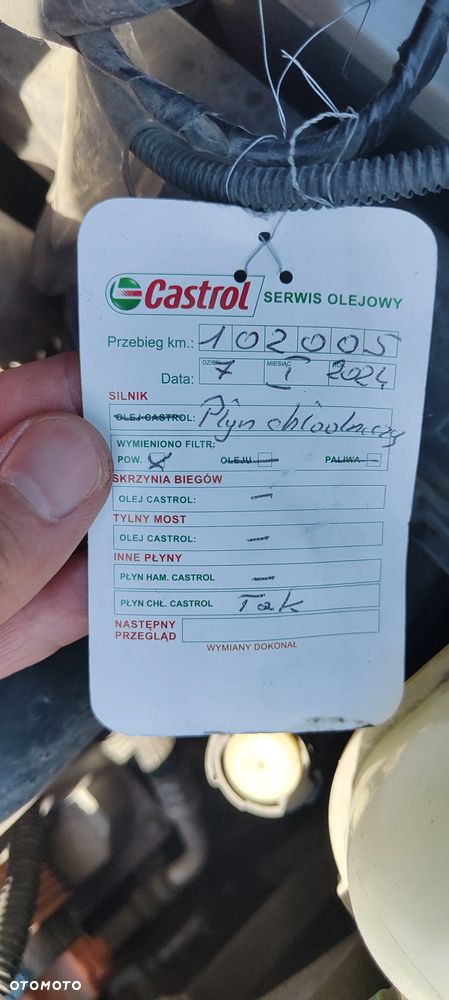 Castrol SERWIS OLEJOWY
Przebieg km.: 102005
DZIEŃ MIESIĄC
Data: 7 I 2024
SILNIK
OLEJ CASTROL: Płyn chłodniczy
WYMIENIONO FILTR:
POW. OLEJU PALIWA
SKRZYNIA BIEGÓW
OLEJ CASTROL: —
TYLNY MOST
OLEJ CASTROL: —
INNE PŁYNY
PŁYN HAM. CASTROL —
PŁYN CHŁ. CASTROL Tak
NASTĘPNY
PRZEGLĄD
WYMIANY DOKONAŁ
OTOMOTO